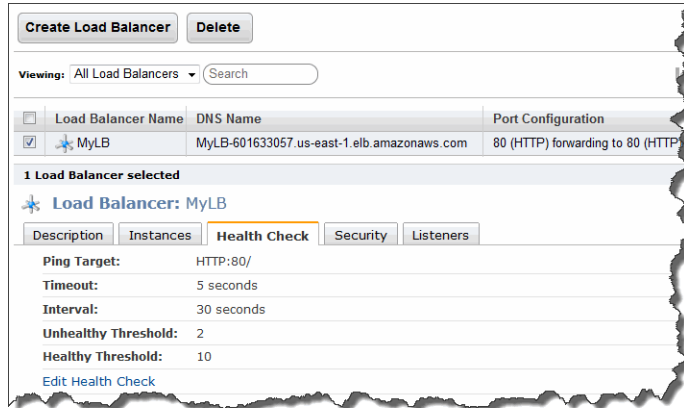 Create Load Balancer Delete
Viewing: All Load Balancers Search
Load Balancer Name DNS Name Port Configuration
MyLB MyLB-601633057.us-east-1.elb.amazonaws.com 80 (HTTP) forwarding to 80 (HTTP
1 Load Balancer selected
Load Balancer: MyLB
Description Instances Health Check Security Listeners
Ping Target: HTTP:80/
Timeout: 5 seconds
Interval: 30 seconds
Unhealthy Threshold: 2
Healthy Threshold: 10
Edit Health Check